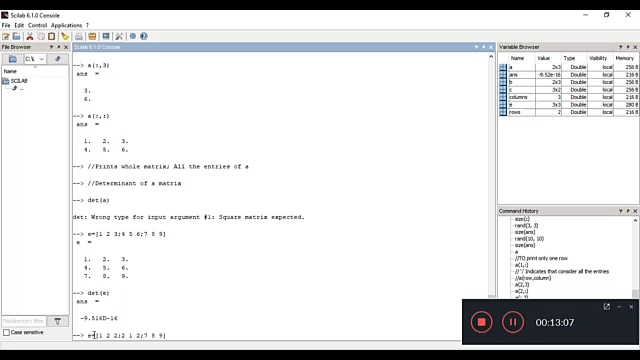 Scilab 6.1.0 Console
File Edit Control Applications ?
File Browser
Scilab 6.1.0 Console
Variable Browser
C:\
Name
SCILAB
..
--> a(:,3)
ans =
3.
6.
--> a(:,:)
ans =
1. 2. 3.
4. 5. 6.
--> //Prints whole matrix; All the entries of a
--> //Determinant of a matrix
--> det(a)
det: Wrong type for input argument #1: Square matrix expected.
--> e=[1 2 3;4 5 6;7 8 9]
e =
1. 2. 3.
4. 5. 6.
7. 8. 9.
--> det(e)
ans =
-9.516D-16
--> e=[1 2 2;2 1 2;7 8 9]
File/directories filter
Case sensitive
Name Value Type Visibility Memory
a 2x3 Double local 256 B
ans -9.52e-16 Double local 216 B
b 2x3 Double local 256 B
c 3x2 Double local 256 B
columns 3 Double local 216 B
e 3x3 Double local 280 B
rows 2 Double local 216 B
Command History
size(c)
rand(3, 3)
size(ans)
rand(10, 10)
size(ans)
a
//TO print only one row
a(1,:)
//':' Indicates that consider all the entries
//a(row,column)
a(2,3)
a(2,:)
00:13:07